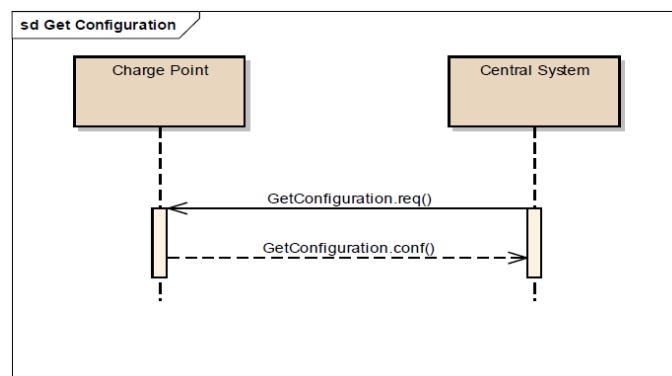 sd Get Configuration
Charge Point
Central System
GetConfiguration.req()
GetConfiguration.conf()